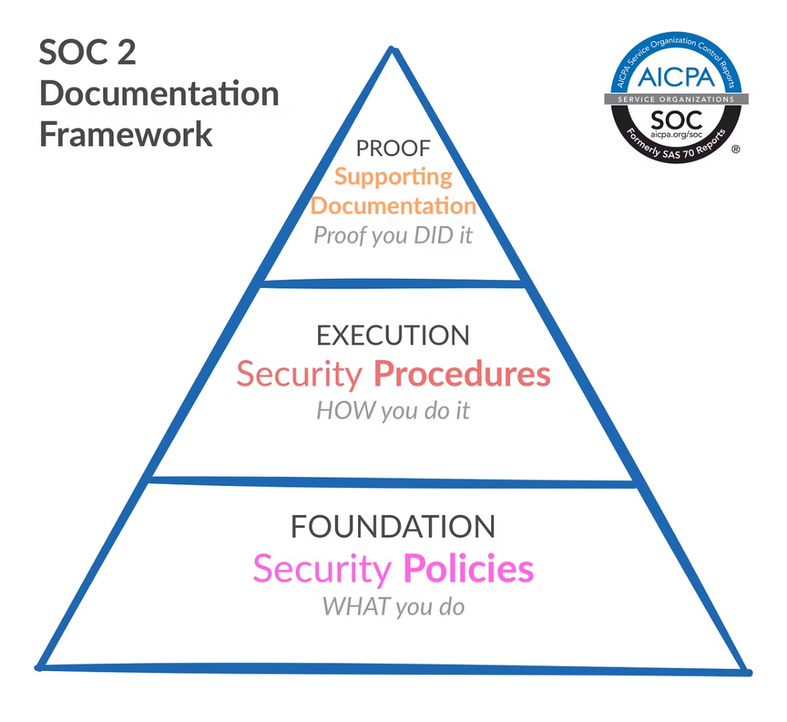 SOC 2
Documentation
Framework
AICPA Service Organization Control Reports
AICPA
SERVICE ORGANIZATIONS
SOC
aicpa.org/soc
Formerly SAS 70 Reports
®
PROOF
Supporting
Documentation
Proof you DID it
EXECUTION
Security Procedures
HOW you do it
FOUNDATION
Security Policies
WHAT you do